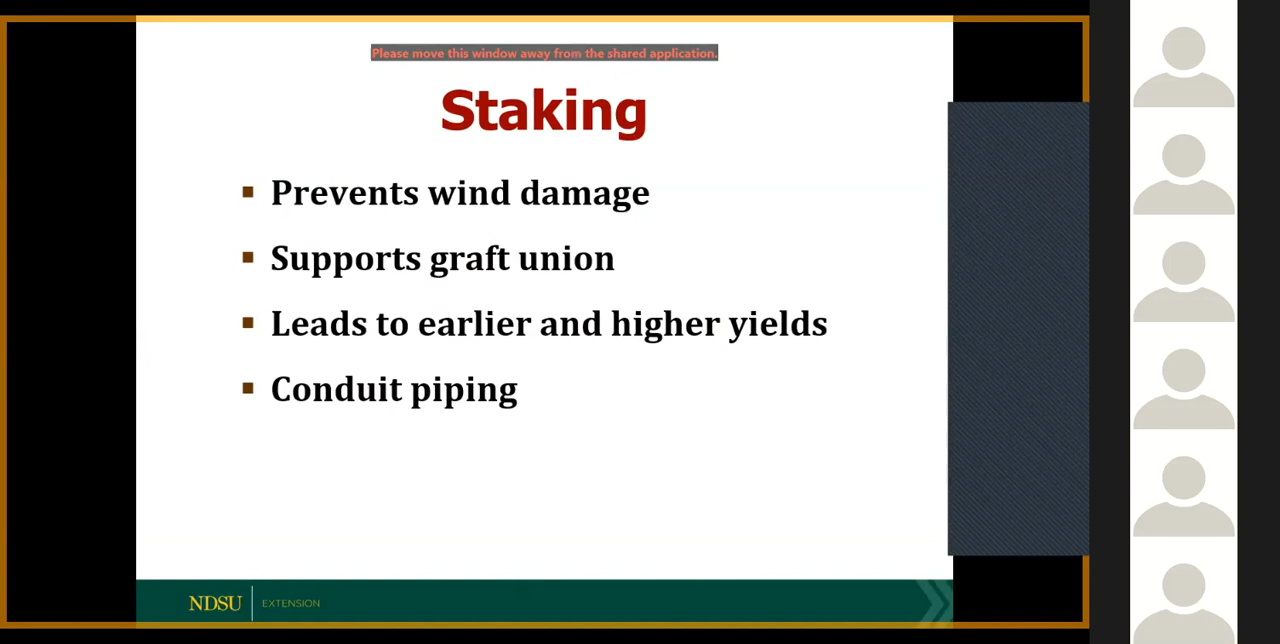 Please move this window away from the shared application.
Staking
Prevents wind damage
Supports graft union
Leads to earlier and higher yields
Conduit piping
NDSU EXTENSION